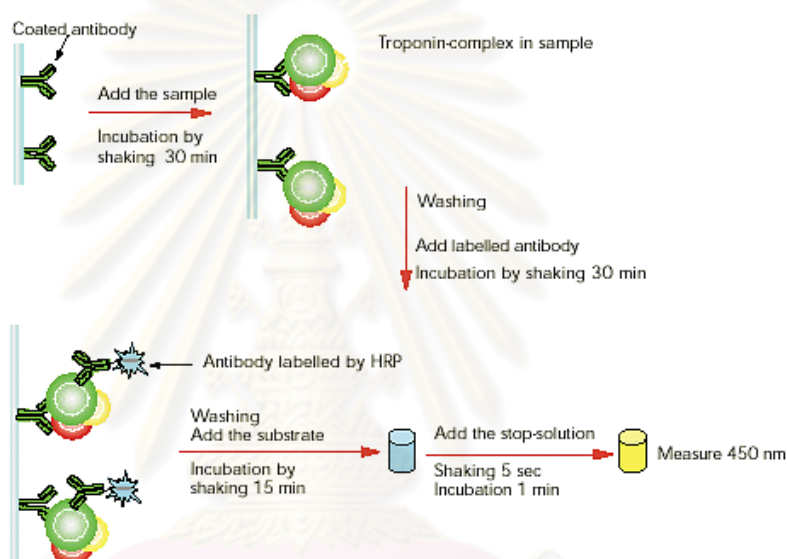 Coated antibody
Add the sample
Incubation by
shaking 30 min
Troponin-complex in sample
Washing
Add labelled antibody
Incubation by shaking 30 min
Antibody labelled by HRP
Washing
Add the substrate
Incubation by
shaking 15 min
Add the stop-solution
Shaking 5 sec
Incubation 1 min
Measure 450 nm